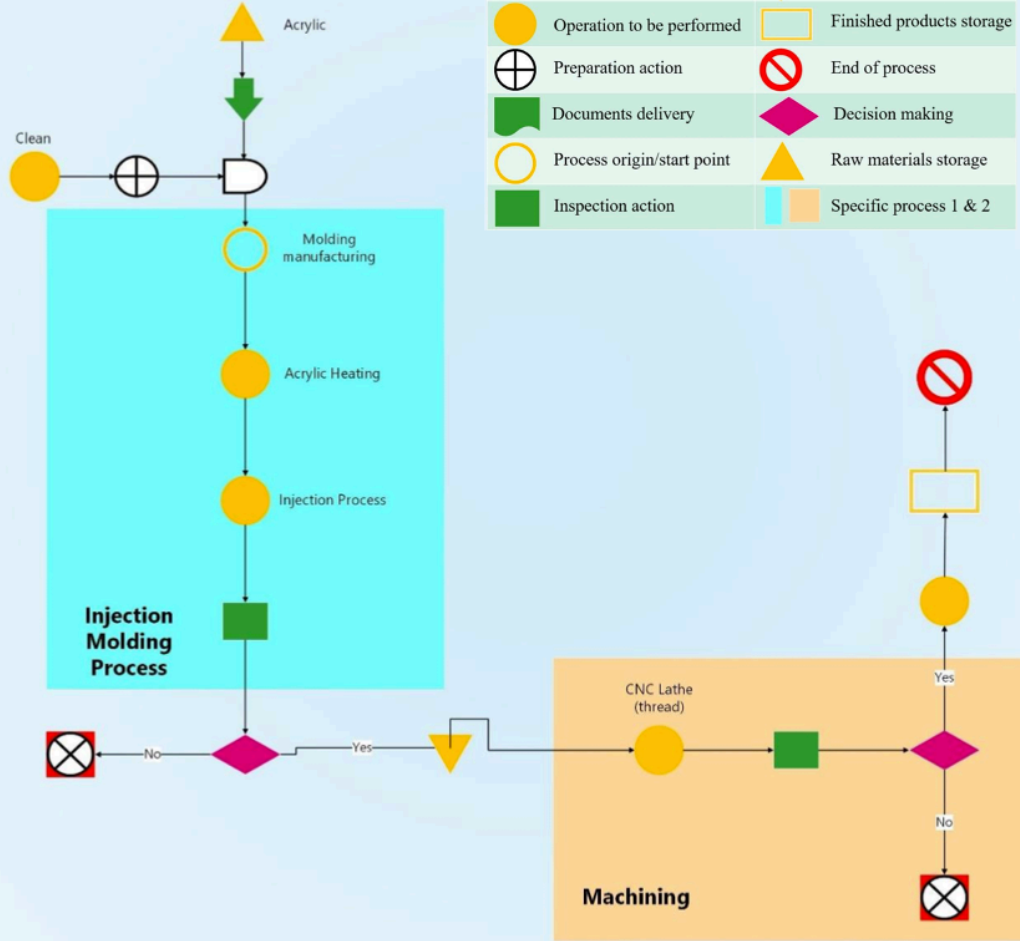 Acrylic
Operation to be performed
Finished products storage
Preparation action
End of process
Documents delivery
Decision making
Process origin/start point
Raw materials storage
Inspection action
Specific process 1 & 2
Clean
Molding
manufacturing
Acrylic Heating
Injection Process
Injection
Molding
Process
No
Yes
CNC Lathe
(thread)
Yes
No
Machining